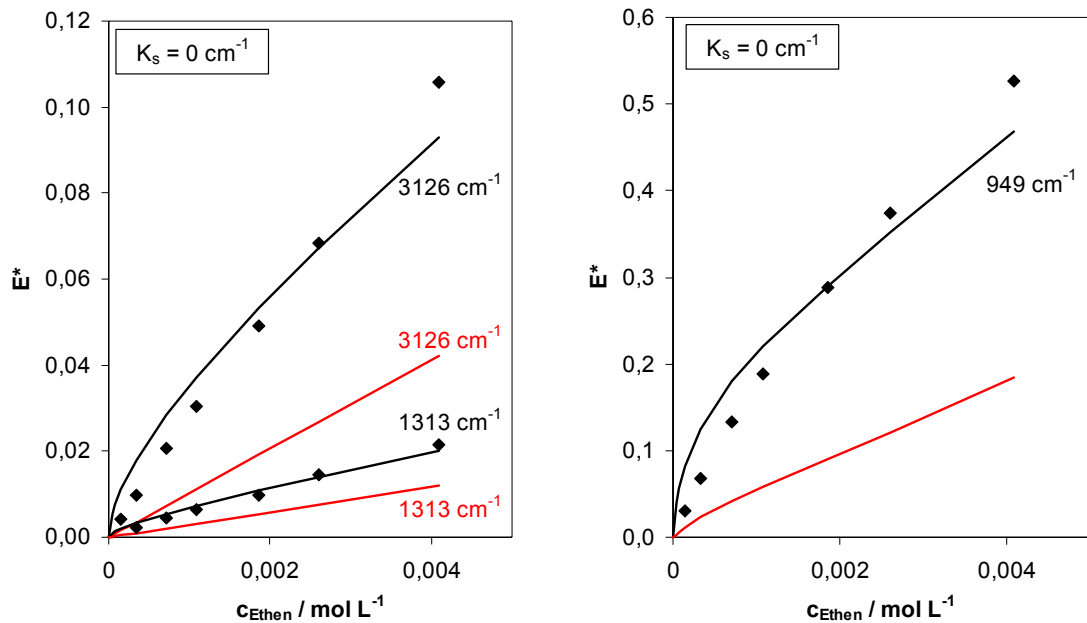 K_s = 0 cm⁻¹
0,12
0,10
0,08
0,06
0,04
0,02
0,00
E*
3126 cm⁻¹
3126 cm⁻¹
1313 cm⁻¹
1313 cm⁻¹
0
0,002
0,004
c_Ethen / mol L⁻¹
K_s = 0 cm⁻¹
0,6
0,5
0,4
0,3
0,2
0,1
0,0
E*
949 cm⁻¹
0
0,002
0,004
c_Ethen / mol L⁻¹